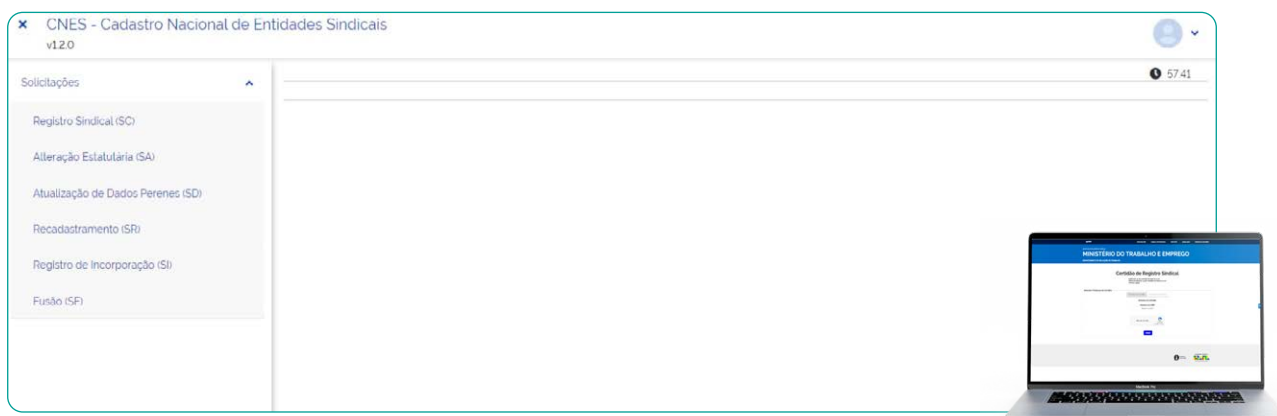 CNES - Cadastro Nacional de Entidades Sindicais
v1.2.0
57:41
Solicitações
Registro Sindical (SC)
Alteração Estatutária (SA)
Atualização de Dados Perenes (SD)
Recadastramento (SR)
Registro de Incorporação (SI)
Fusão (SF)
MINISTÉRIO DO TRABALHO E EMPREGO
Certidão de Registro Sindical